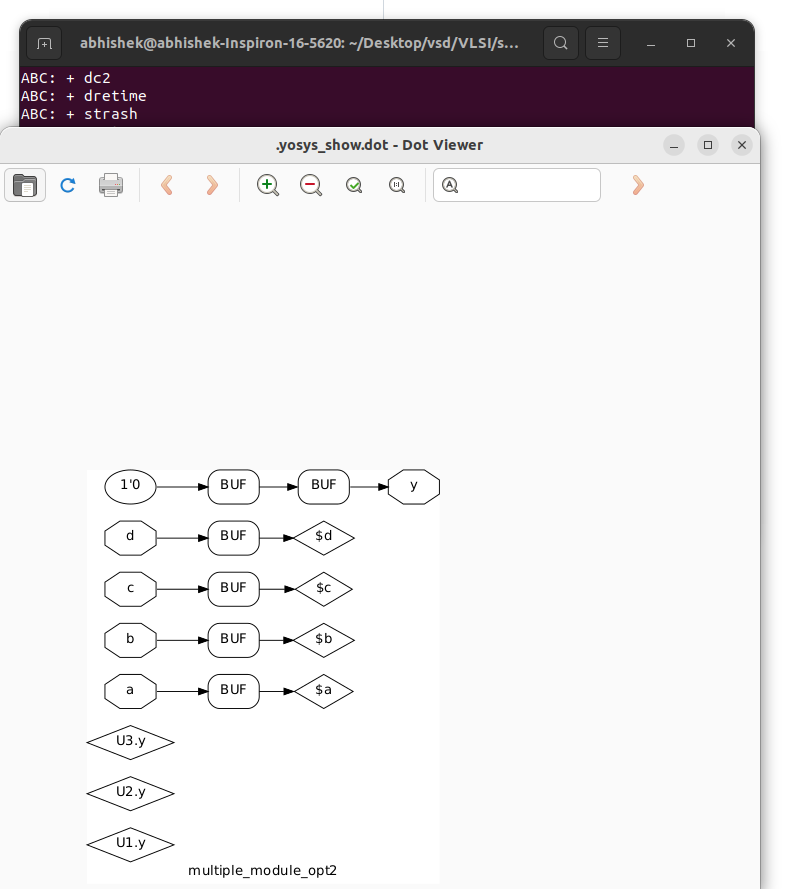 abhishek@abhishek-Inspiron-16-5620: ~/Desktop/vsd/VLSI/s...
ABC: + dc2
ABC: + dretime
ABC: + strash
.yosys_show.dot - Dot Viewer
1'0 BUF BUF y
d BUF $d
c BUF $c
b BUF $b
a BUF $a
U3.y
U2.y
U1.y
multiple_module_opt2